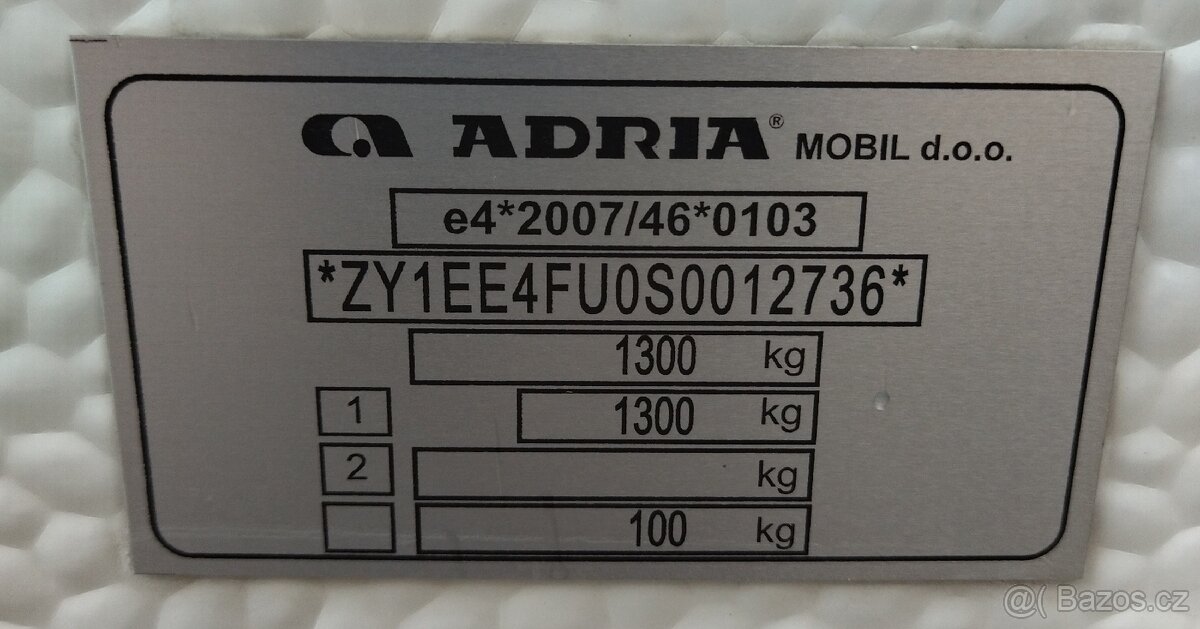 ADRIA® MOBIL d.o.o.
e4*2007/46*0103
*ZY1EE4FU0S0012736*
1300 kg
1 1300 kg
2 kg
100 kg
@( Bazos.cz